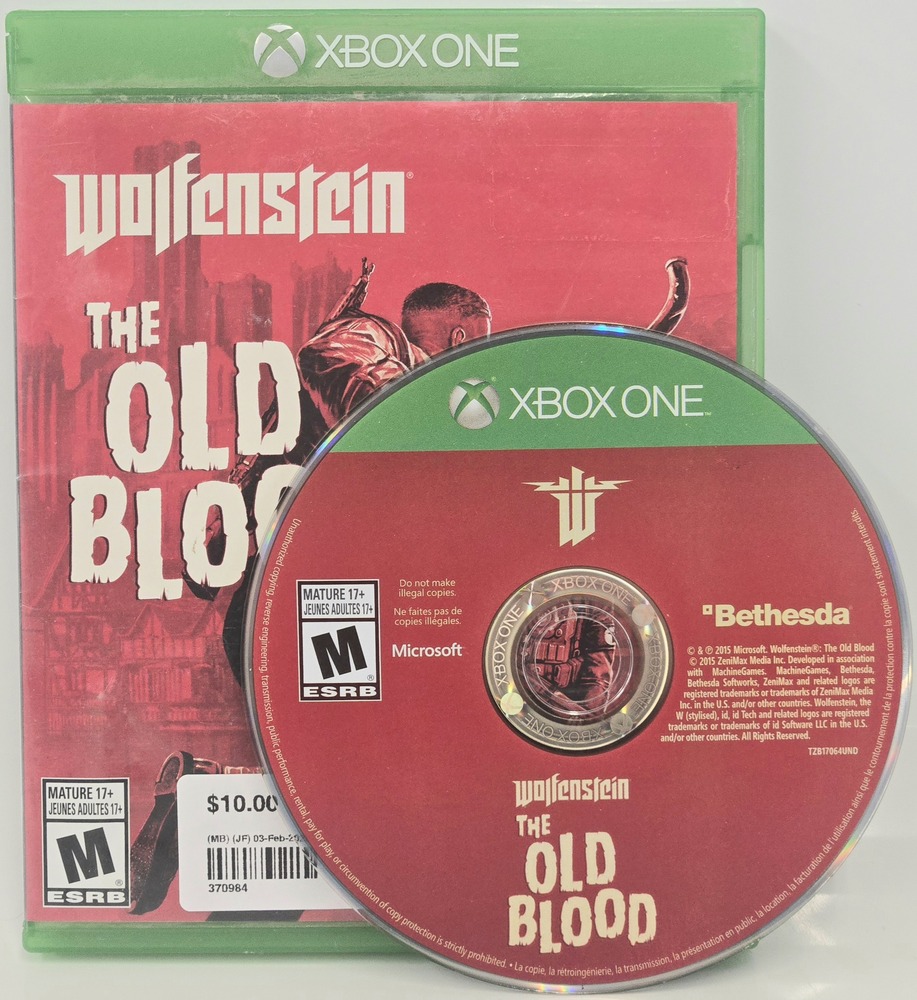 XBOX ONE
Wolfenstein®
THE
OLD
BLOO
MATURE 17+
JEUNES ADULTES 17+
M
ESRB
$10.00
(MB) (JF) 03-Feb-20
370984
XBOX ONE™
W
MATURE 17+
JEUNES ADULTES 17+
M
ESRB
Do not make
illegal copies.
Ne faites pas de
copies illégales.
Microsoft
XBOX ONE
XBOX ONE
XBOX ONE
XBOX ONE
Bethesda®
© & ℗ 2015 Microsoft. Wolfenstein®: The Old Blood
© 2015 ZeniMax Media Inc. Developed in association
with MachineGames. MachineGames, Bethesda,
Bethesda Softworks, ZeniMax and related logos are
registered trademarks or trademarks of ZeniMax Media
Inc. in the U.S. and/or other countries. Wolfenstein, the
W (stylised), id, id Tech and related logos are registered
trademarks or trademarks of id Software LLC in the U.S.
and/or other countries. All Rights Reserved.
TZB17064UND
Wolfenstein
THE
OLD
BLOOD
Unauthorized copying, reverse engineering, transmission, public performance, rental, pay for play, or circumvention of copy protection is strictly prohibited. • La copie, la rétroingénierie, la transmission, la présentation en public, la location, la facturation de l'utilisation ainsi que le contournement de la protection contre la copie sont strictement interdits.